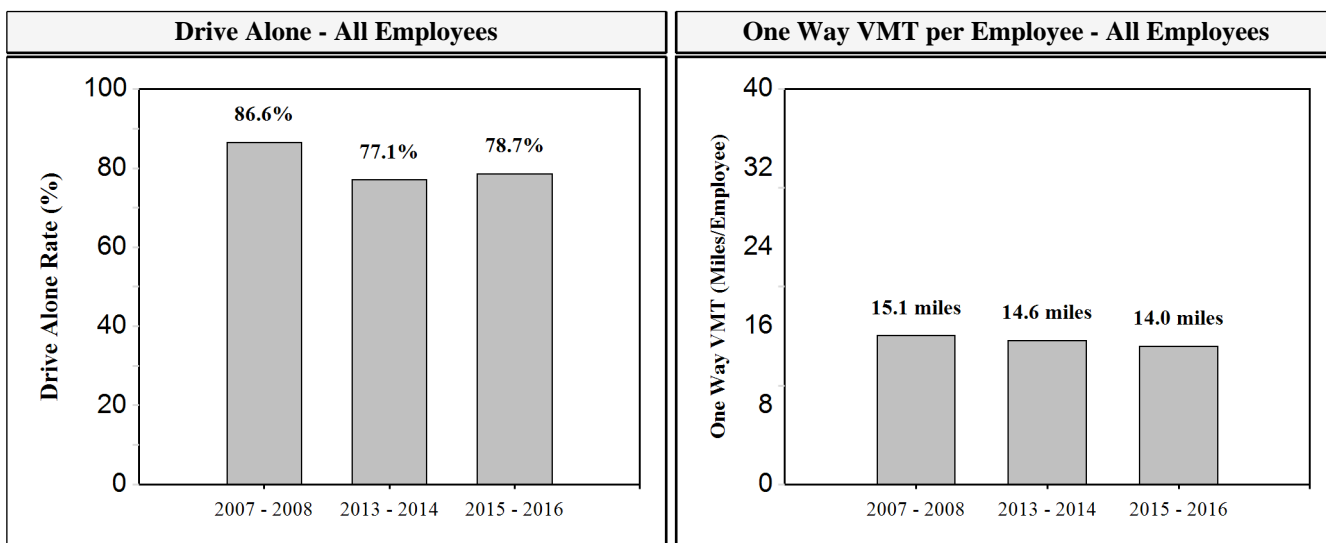 Drive Alone - All Employees
100
80
60
40
20
0
Drive Alone Rate (%)
86.6%
77.1%
78.7%
2007 - 2008
2013 - 2014
2015 - 2016
One Way VMT per Employee - All Employees
40
32
24
16
8
0
One Way VMT (Miles/Employee)
15.1 miles
14.6 miles
14.0 miles
2007 - 2008
2013 - 2014
2015 - 2016